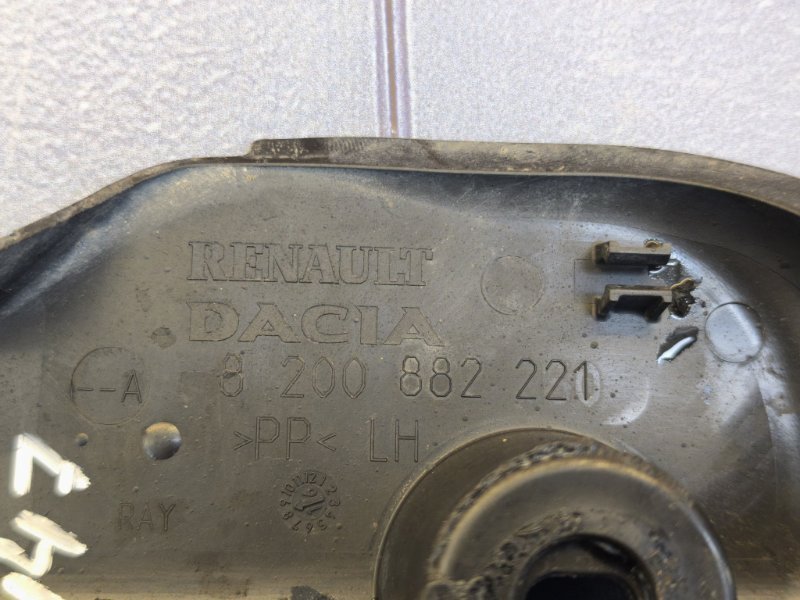 RENAULT
DACIA
8 200 882 221
--A
>PP< LH
RAY